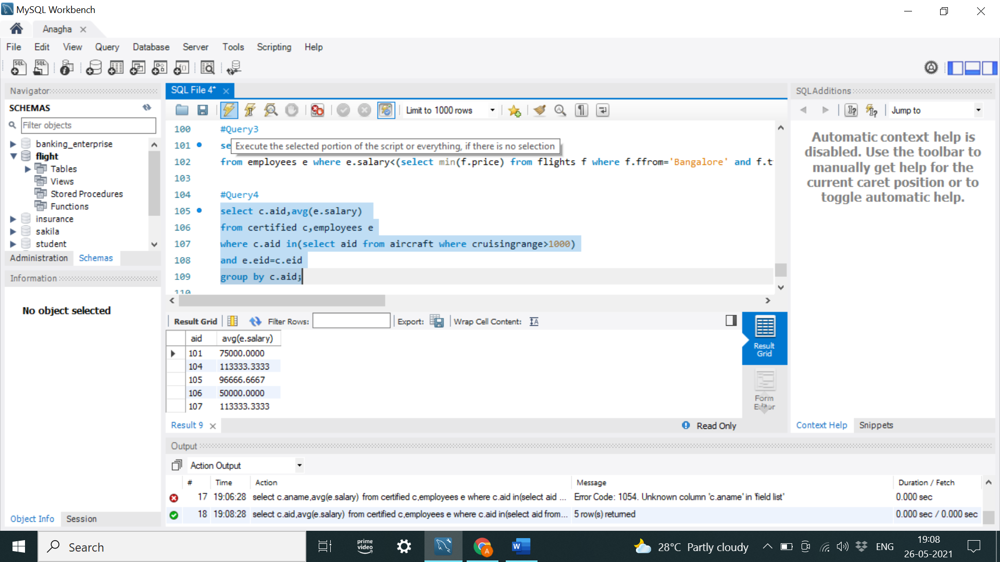 MySQL Workbench
Anagha
File Edit View Query Database Server Tools Scripting Help
Navigator
SCHEMAS
Filter objects
banking_enterprise
flight
Tables
Views
Stored Procedures
Functions
insurance
sakila
student
Administration Schemas
Information
No object selected
Object Info Session
SQL File 4*
Limit to 1000 rows
100 #Query3
101 se
Execute the selected portion of the script or everything, if there is no selection
102 from employees e where e.salary<(select min(f.price) from flights f where f.ffrom='Bangalore' and f.t
103
104 #Query4
105 select c.aid,avg(e.salary)
106 from certified c,employees e
107 where c.aid in(select aid from aircraft where cruisingrange>1000)
108 and e.eid=c.eid
109 group by c.aid;
110
Result Grid Filter Rows: Export: Wrap Cell Content:
aid avg(e.salary)
101 75000.0000
104 113333.3333
105 96666.6667
106 50000.0000
107 113333.3333
Result Grid
Form Editor
Result 9
Read Only
SQLAdditions
Jump to
Automatic context help is
disabled. Use the toolbar to
manually get help for the
current caret position or to
toggle automatic help.
Context Help Snippets
Output
Action Output
# Time Action Message Duration / Fetch
17 19:06:28 select c.aname,avg(e.salary) from certified c,employees e where c.aid in(select aid ... Error Code: 1054. Unknown column 'c.aname' in 'field list' 0.000 sec
18 19:08:28 select c.aid,avg(e.salary) from certified c,employees e where c.aid in(select aid from... 5 row(s) returned 0.000 sec / 0.000 sec
Search
prime video
28°C Partly cloudy
ENG
19:08
26-05-2021